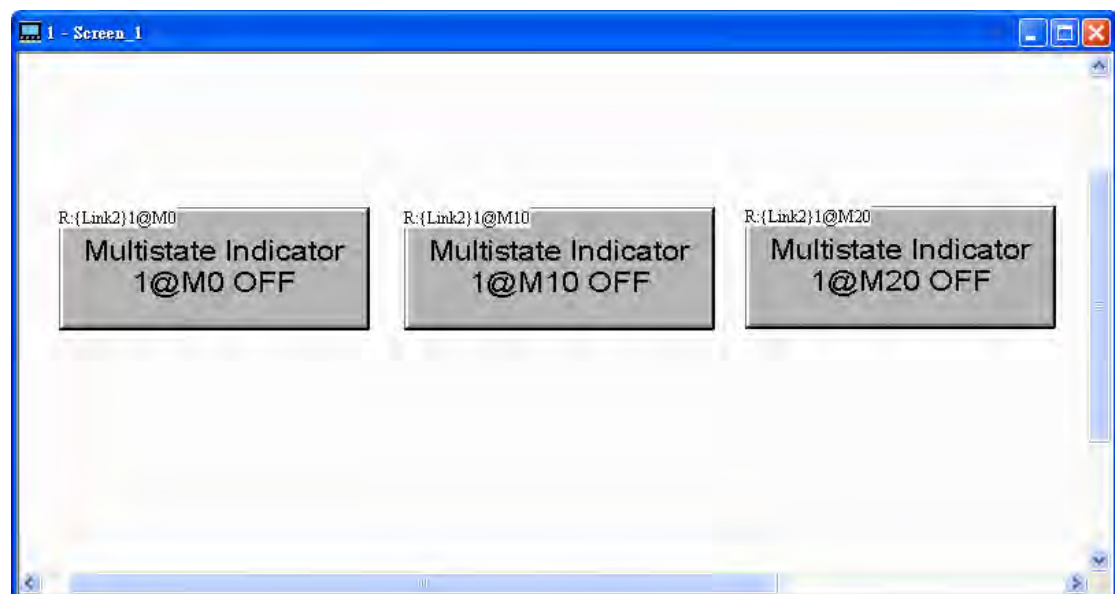 1 - Screen_1
R:{Link2}1@M0
Multistate Indicator
1@M0 OFF
R:{Link2}1@M10
Multistate Indicator
1@M10 OFF
R:{Link2}1@M20
Multistate Indicator
1@M20 OFF